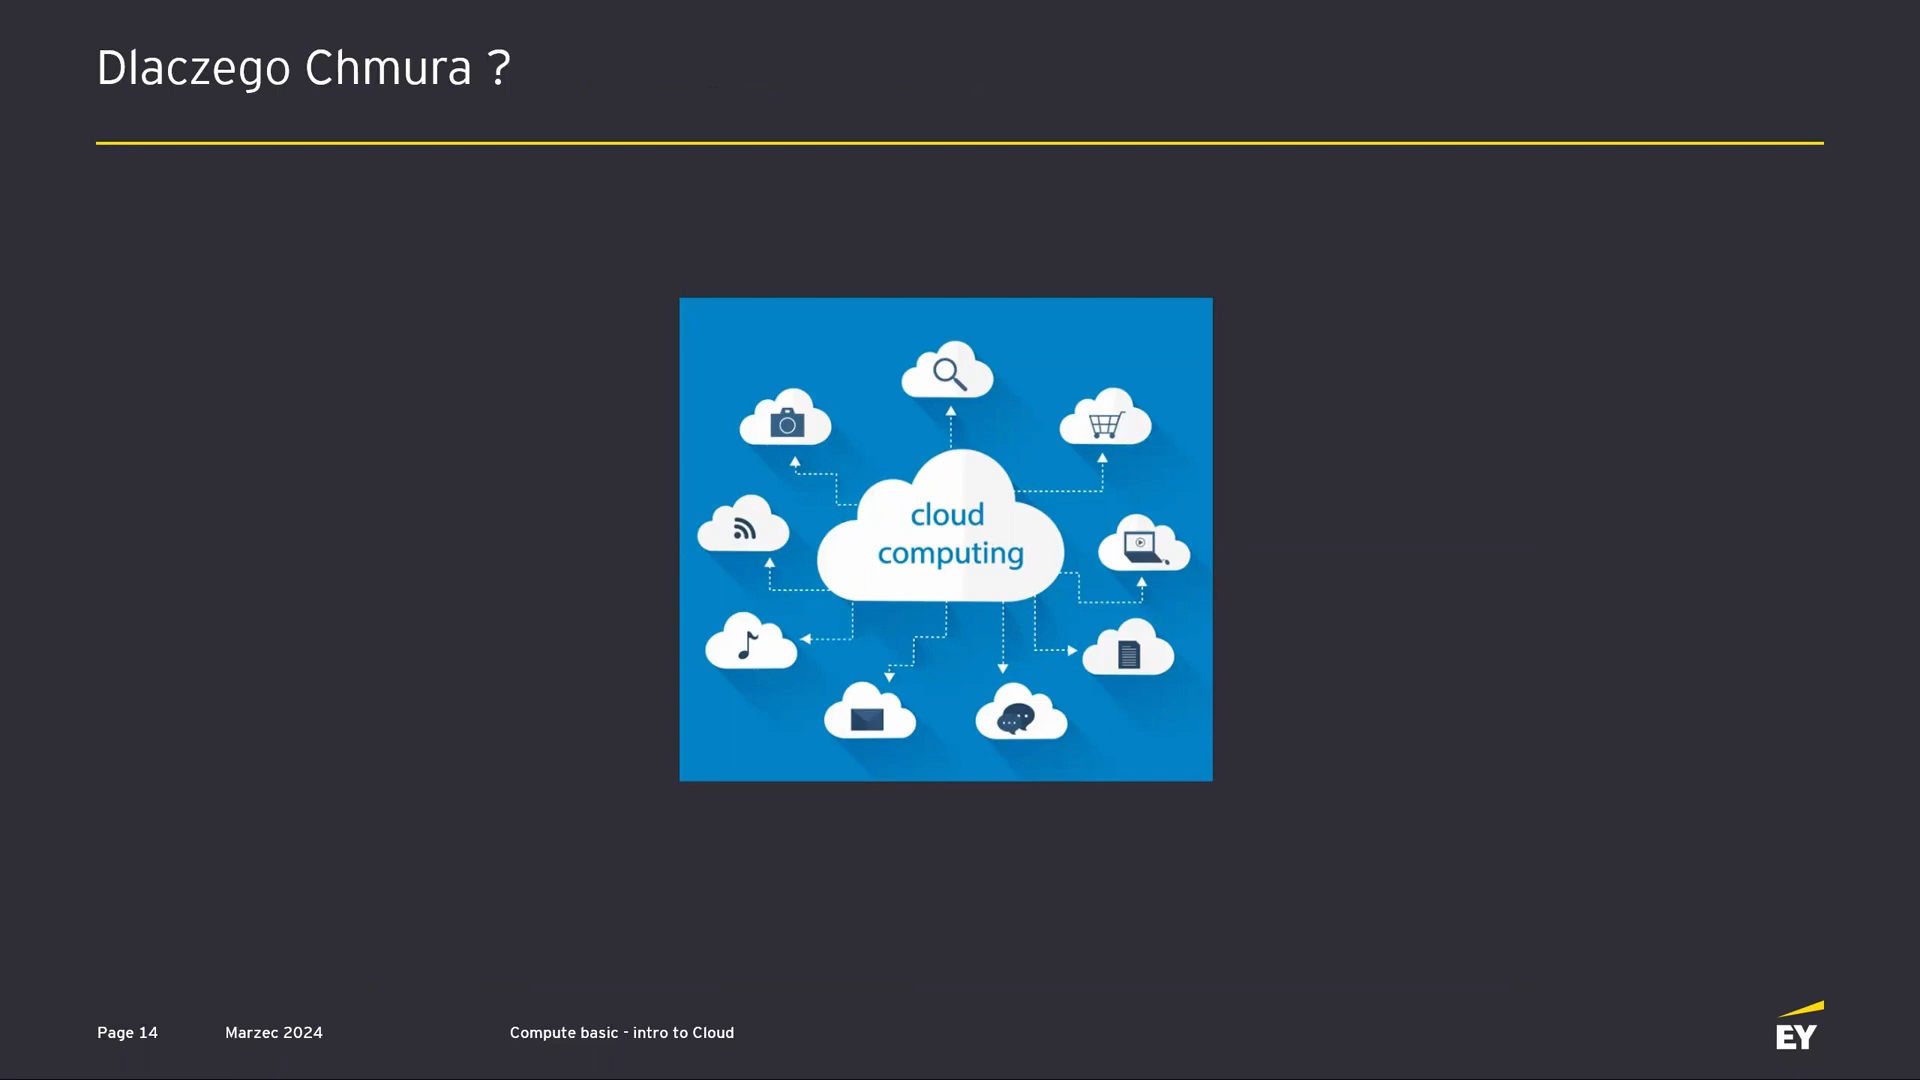 Dlaczego Chmura ?
cloud
computing
Page 14
Marzec 2024
Compute basic - intro to Cloud
EY